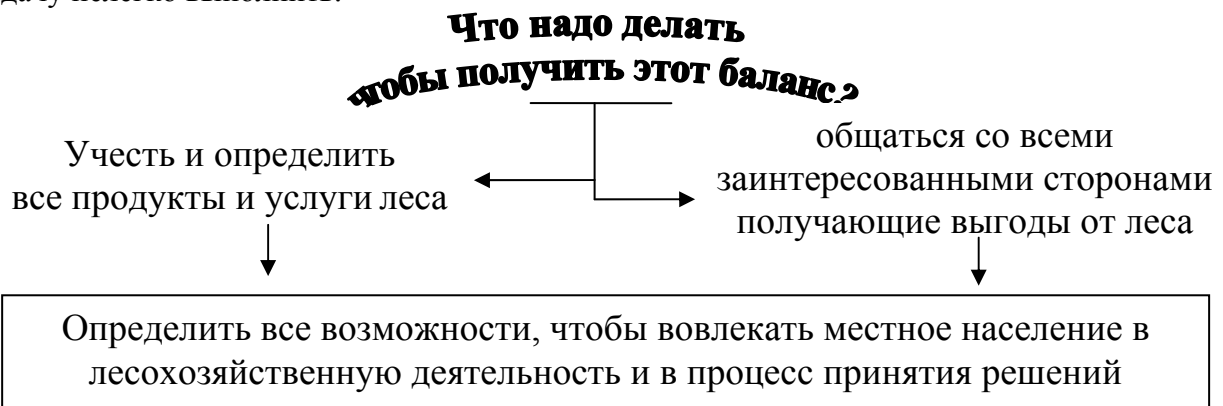 Что надо делать
чтобы получить этот баланс.?
Учесть и определить
все продукты и услуги леса
общаться со всеми
заинтересованными сторонами
получающие выгоды от леса
Определить все возможности, чтобы вовлекать местное население в
лесохозяйственную деятельность и в процесс принятия решений